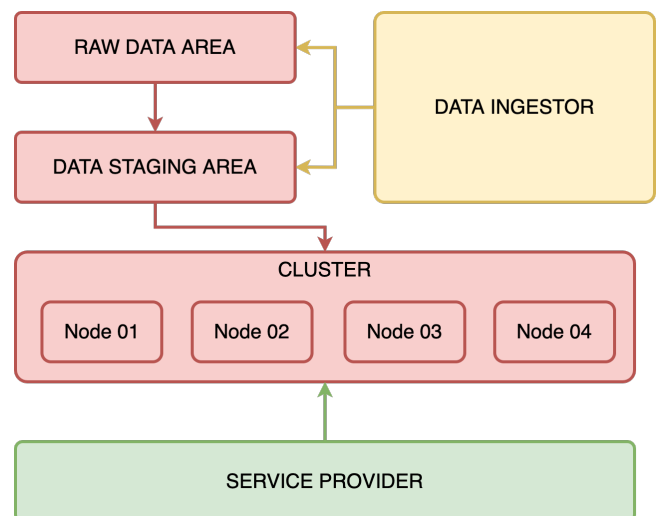 RAW DATA AREA
DATA INGESTOR
DATA STAGING AREA
CLUSTER
Node 01
Node 02
Node 03
Node 04
SERVICE PROVIDER